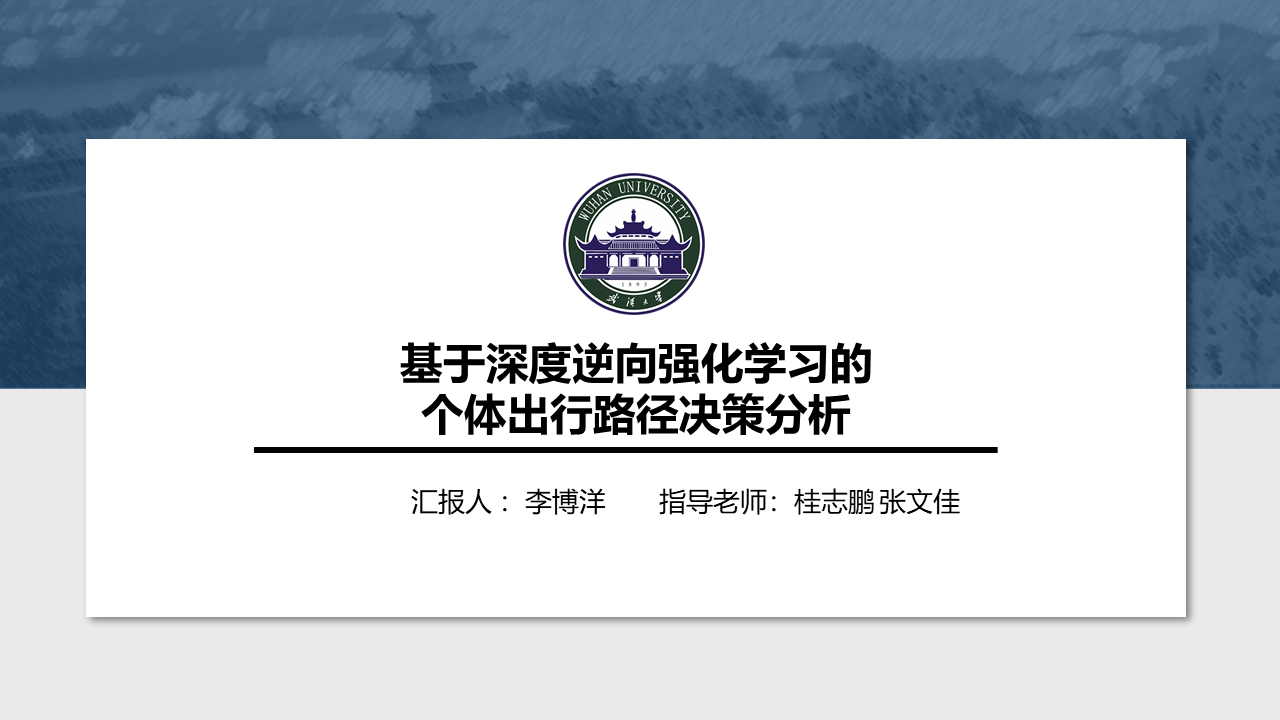 WUHAN UNIVERSITY
1893
武汉大学
基于深度逆向强化学习的
个体出行路径决策分析
汇报人：李博洋 指导老师：桂志鹏 张文佳